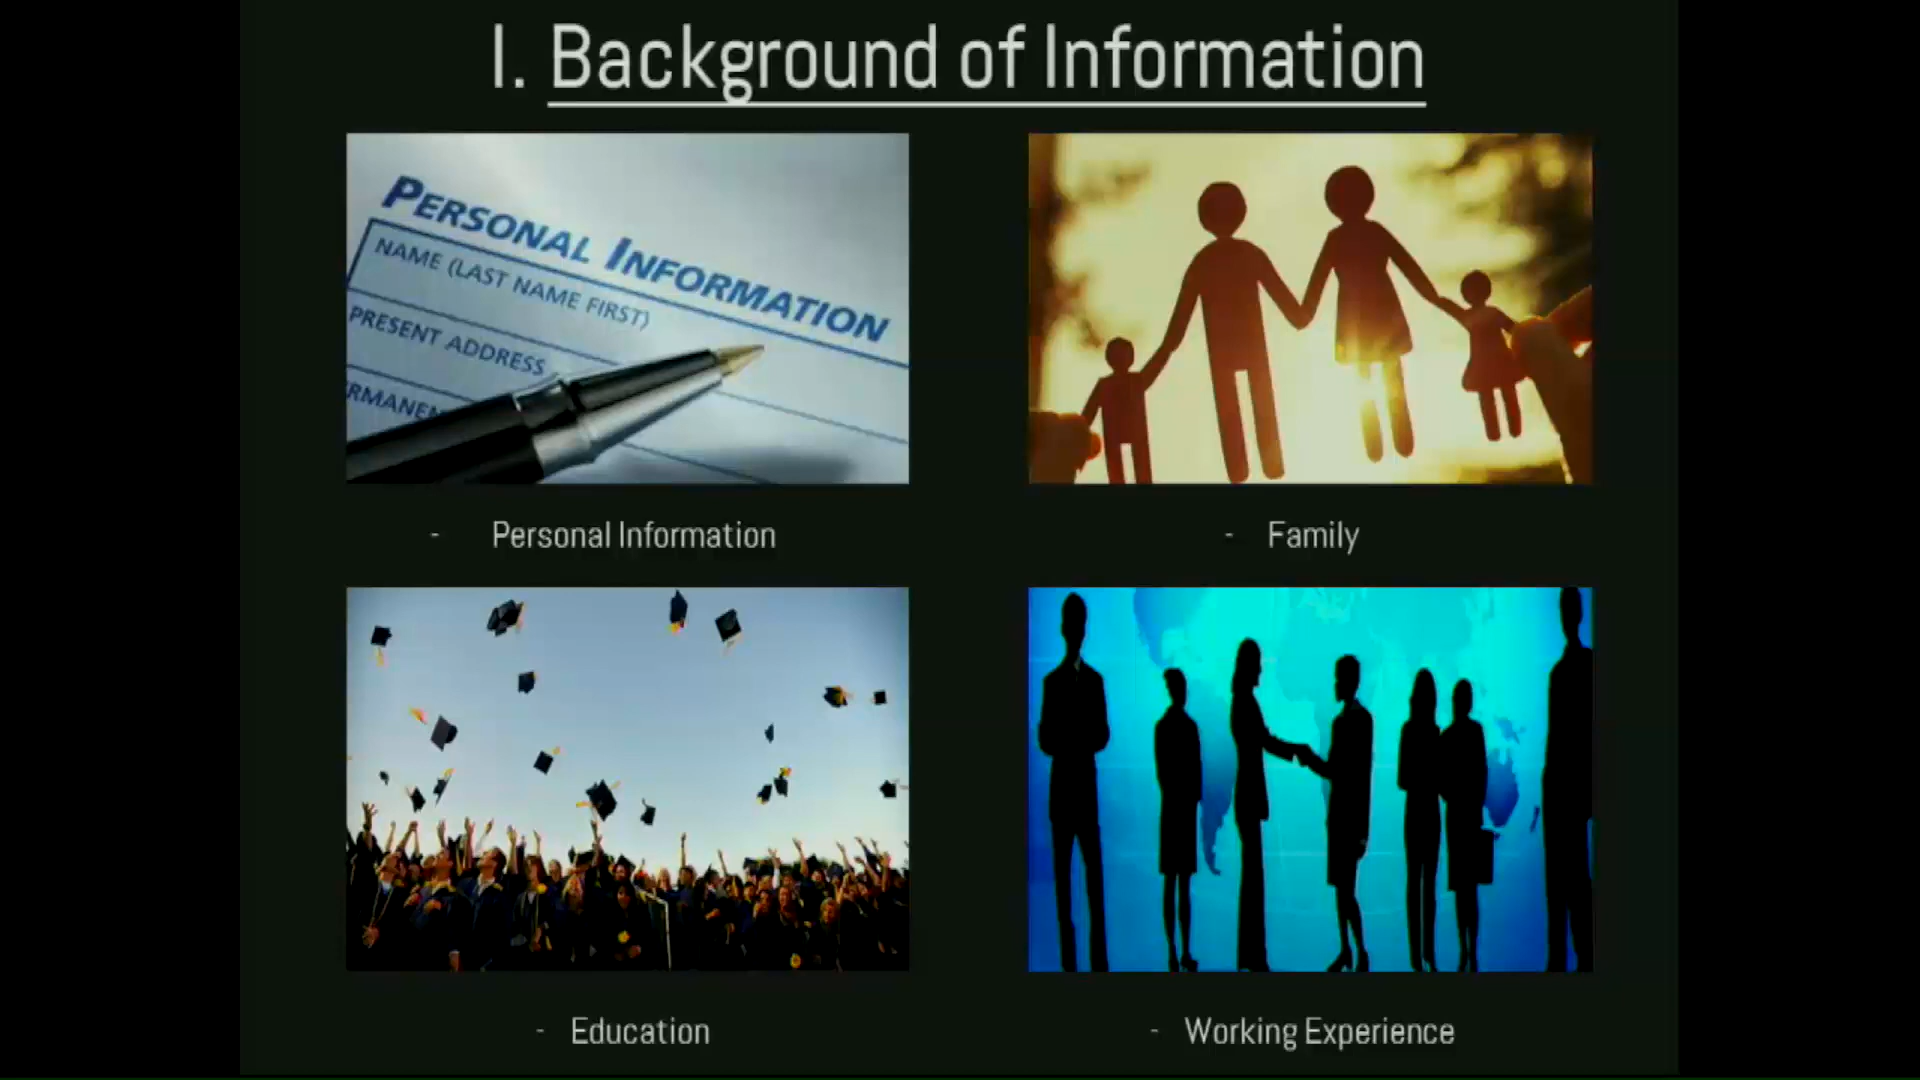 I. Background of Information
PERSONAL INFORMATION
NAME (LAST NAME FIRST)
PRESENT ADDRESS
RMANEN
- Personal Information
- Family
- Education
- Working Experience